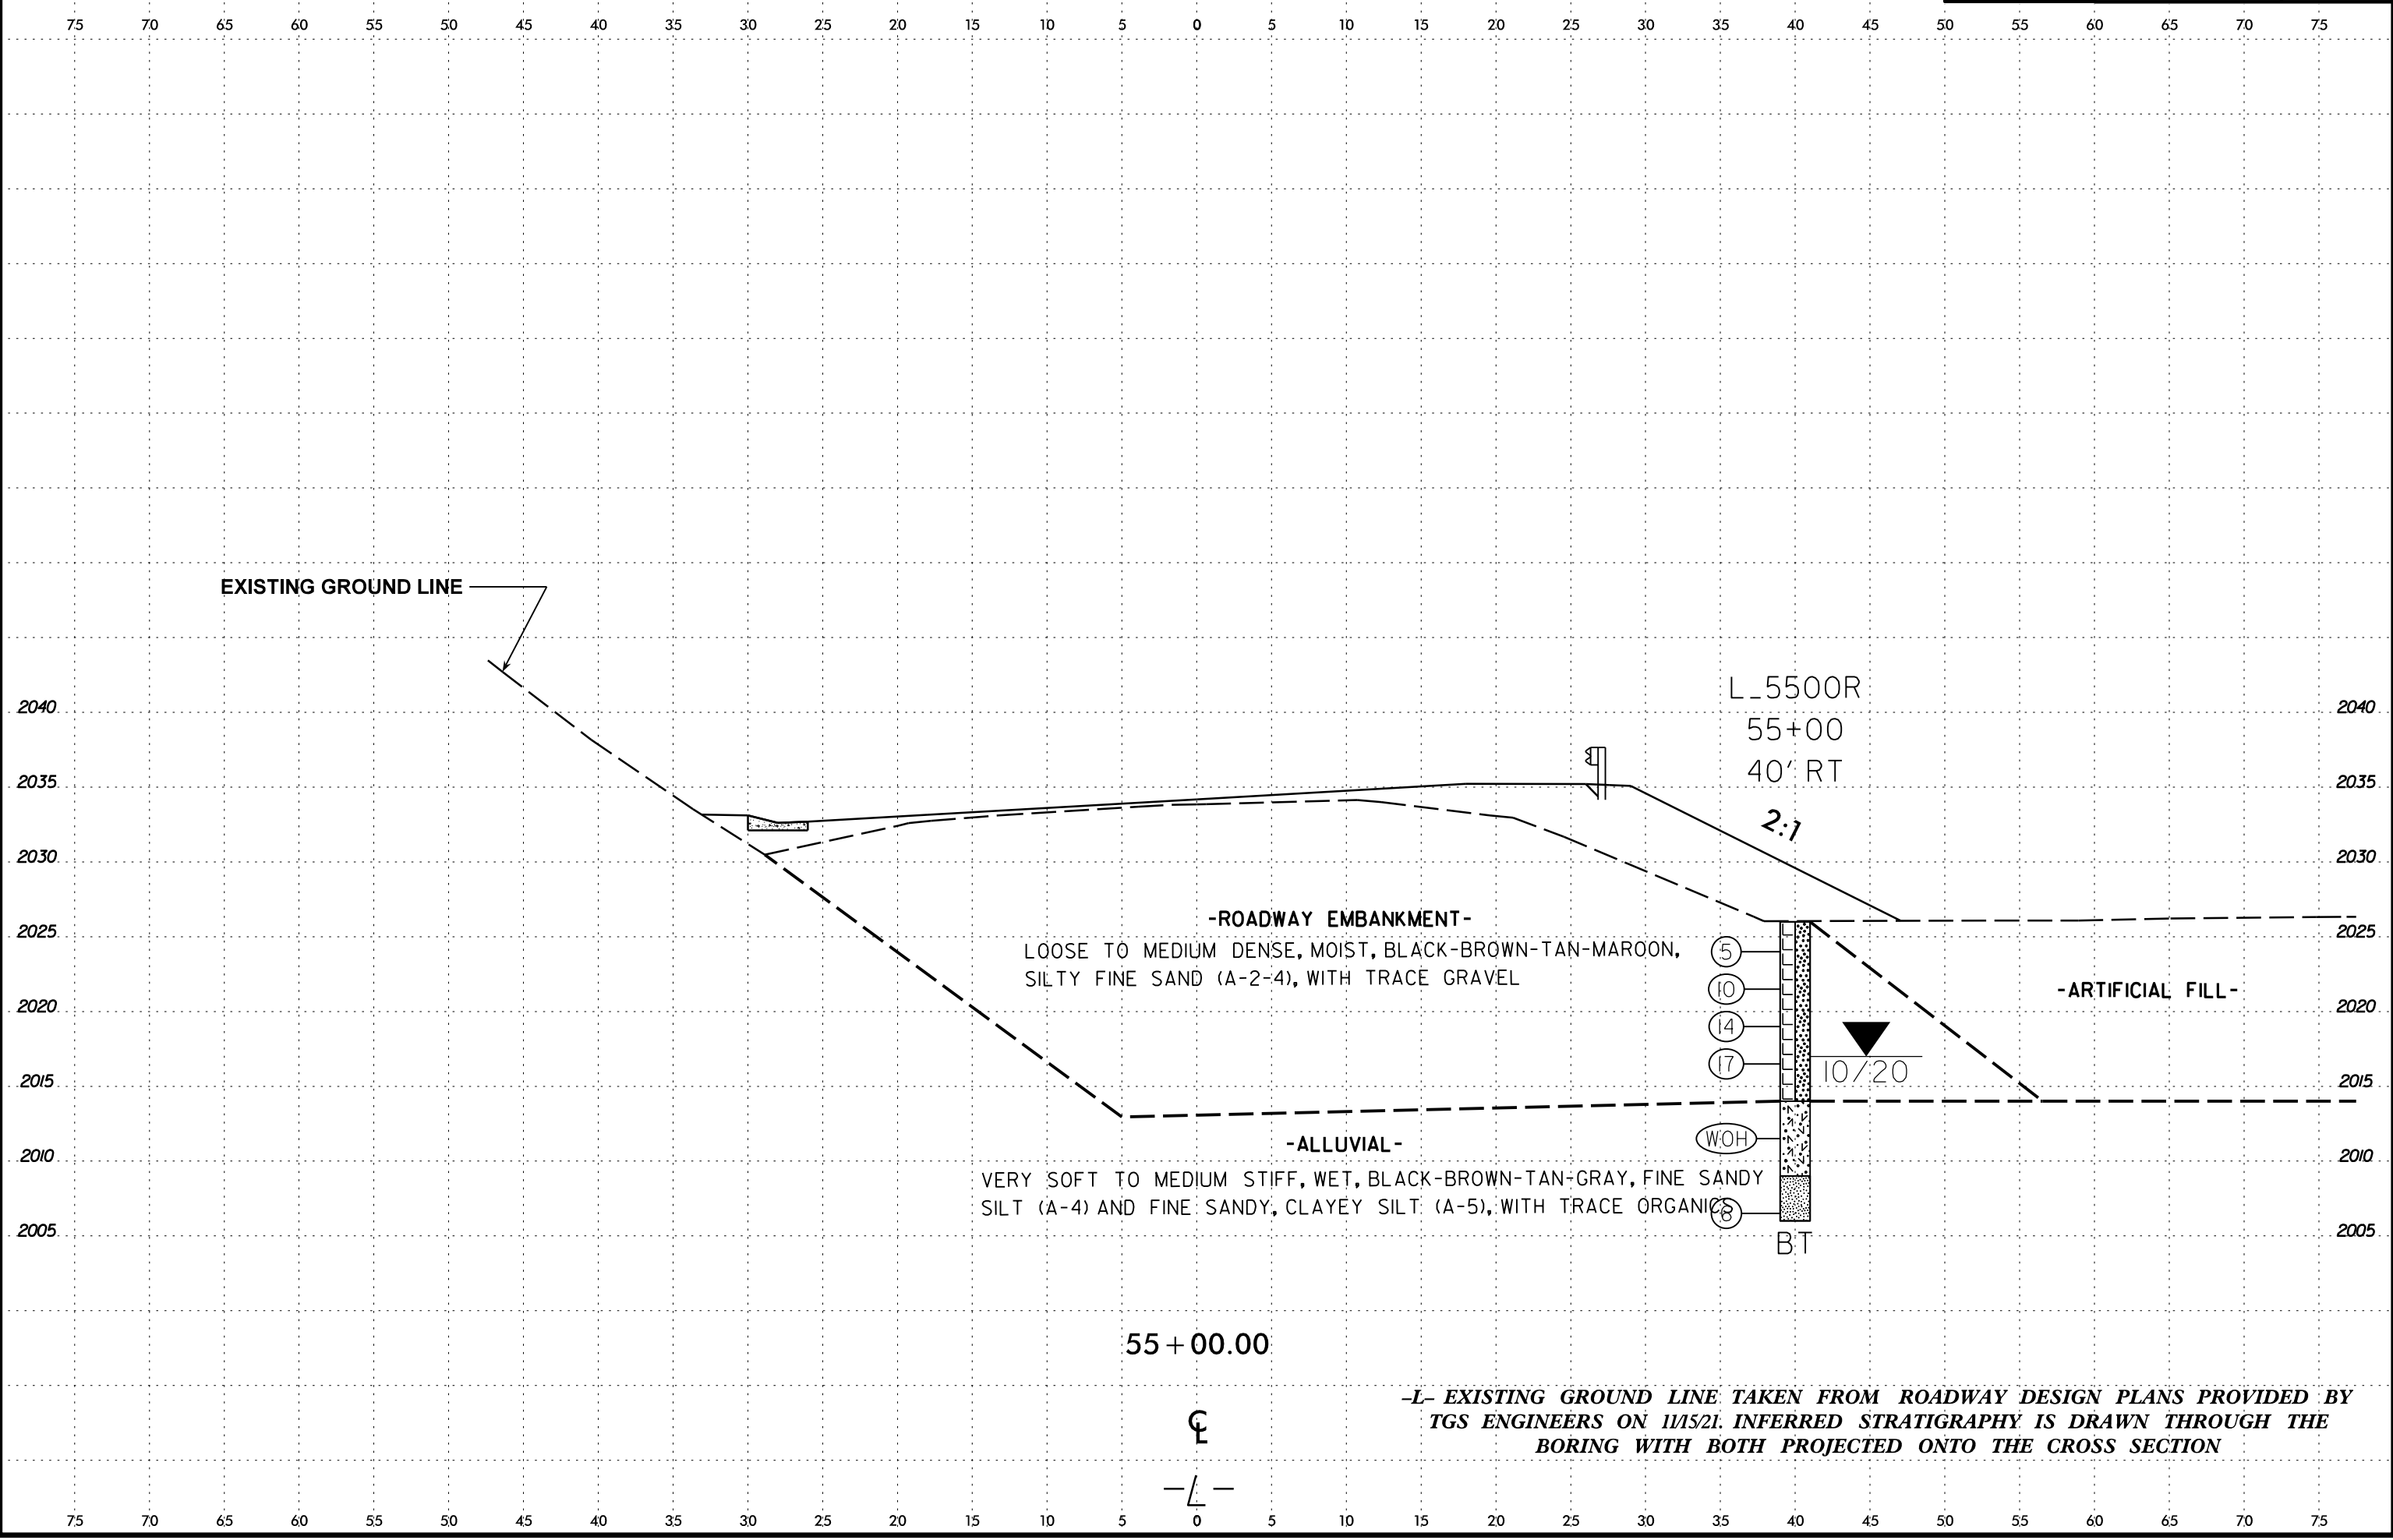 75 70 65 60 55 50 45 40 35 30 25 20 15 10 5 0 5 10 15 20 25 30 35 40 45 50 55 60 65 70 75
EXISTING GROUND LINE
L_5500R
55+00
40' RT
2:1
2040 2040
2035 2035
2030 2030
2025 2025
2020 2020
2015 2015
2010 2010
2005 2005
-ROADWAY EMBANKMENT-
LOOSE TO MEDIUM DENSE, MOIST, BLACK-BROWN-TAN-MAROON,
SILTY FINE SAND (A-2-4), WITH TRACE GRAVEL
5
10
14
17
10/20
-ARTIFICIAL FILL-
-ALLUVIAL-
WOH
VERY SOFT TO MEDIUM STIFF, WET, BLACK-BROWN-TAN-GRAY, FINE SANDY
SILT (A-4) AND FINE SANDY, CLAYEY SILT (A-5), WITH TRACE ORGANICS
BT
55+00.00
-L- EXISTING GROUND LINE TAKEN FROM ROADWAY DESIGN PLANS PROVIDED BY
TGS ENGINEERS ON 11/15/21. INFERRED STRATIGRAPHY IS DRAWN THROUGH THE
BORING WITH BOTH PROJECTED ONTO THE CROSS SECTION
℄
-L-
75 70 65 60 55 50 45 40 35 30 25 20 15 10 5 0 5 10 15 20 25 30 35 40 45 50 55 60 65 70 75